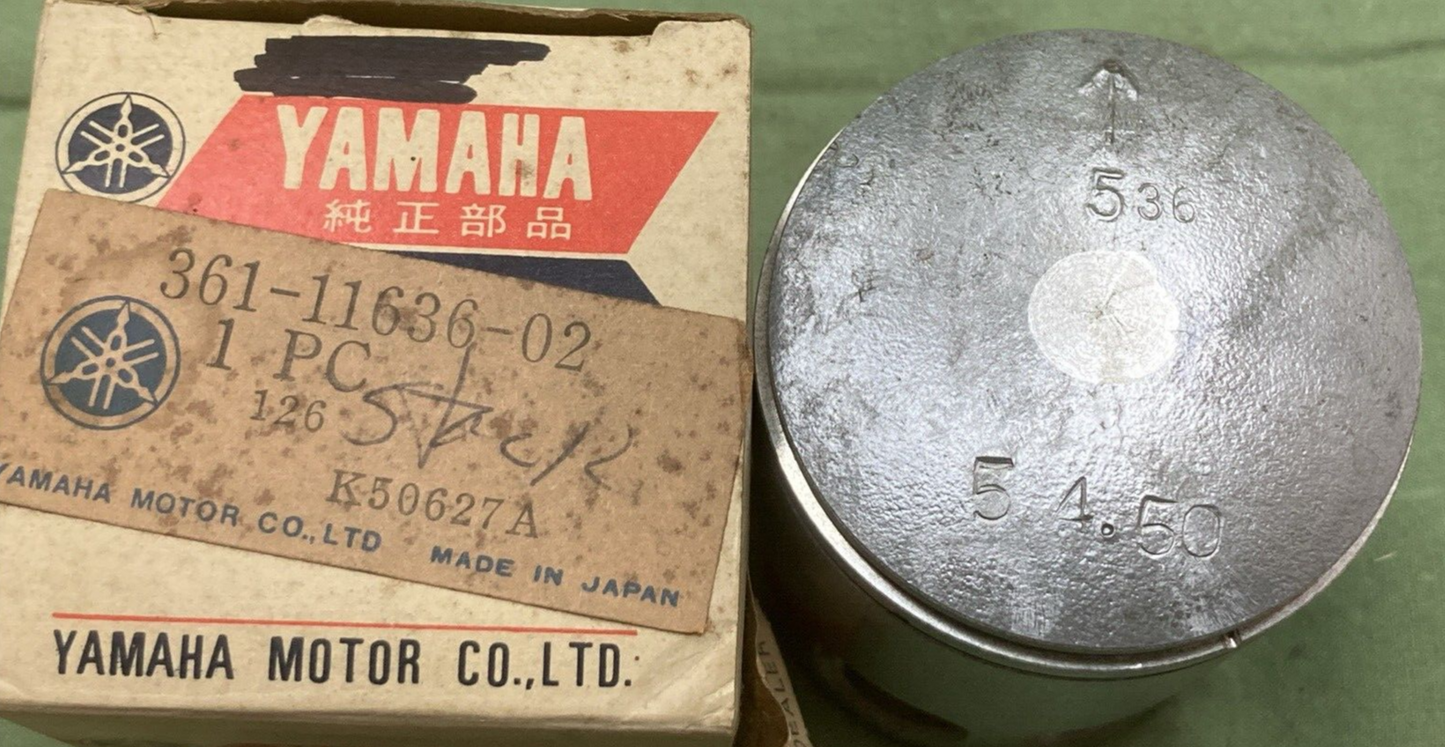 YAMAHA
純正部品
361-11636-02
1 PC
126
K50627A
YAMAHA MOTOR CO.,LTD MADE IN JAPAN
YAMAHA MOTOR CO.,LTD.
DEALER
536
54.50